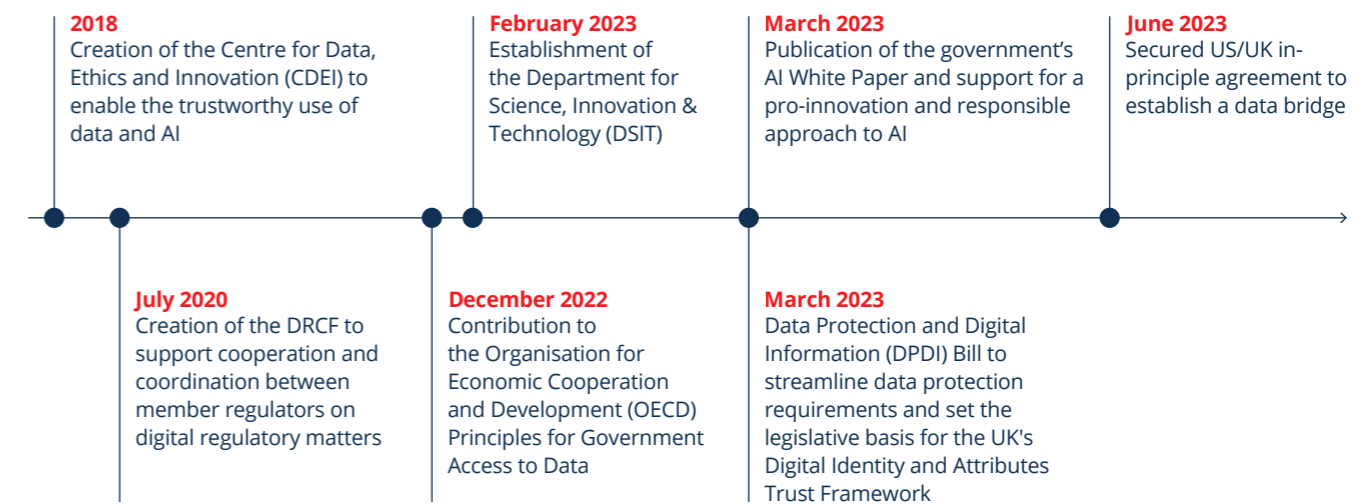 2018
Creation of the Centre for Data,
Ethics and Innovation (CDEI) to
enable the trustworthy use of
data and AI
February 2023
Establishment of
the Department for
Science, Innovation &
Technology (DSIT)
March 2023
Publication of the government’s
AI White Paper and support for a
pro-innovation and responsible
approach to AI
June 2023
Secured US/UK in-
principle agreement to
establish a data bridge
July 2020
Creation of the DRCF to
support cooperation and
coordination between
member regulators on
digital regulatory matters
December 2022
Contribution to
the Organisation for
Economic Cooperation
and Development (OECD)
Principles for Government
Access to Data
March 2023
Data Protection and Digital
Information (DPDI) Bill to
streamline data protection
requirements and set the
legislative basis for the UK's
Digital Identity and Attributes
Trust Framework